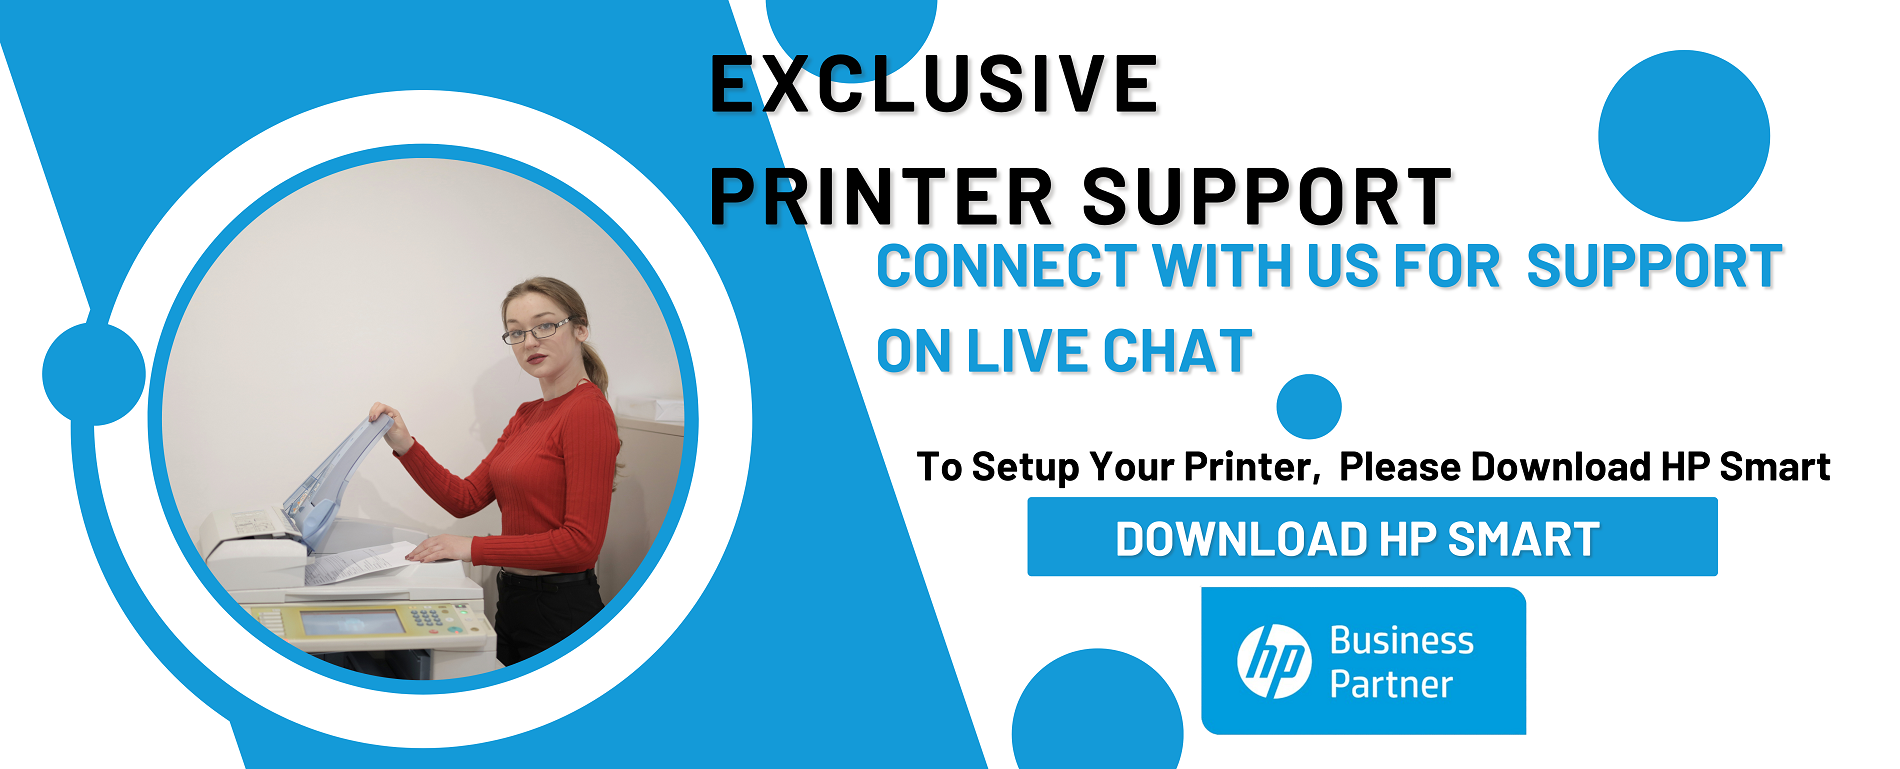 EXCLUSIVE
PRINTER SUPPORT
CONNECT WITH US FOR SUPPORT
ON LIVE CHAT
To Setup Your Printer, Please Download HP Smart
DOWNLOAD HP SMART
hp
Business
Partner